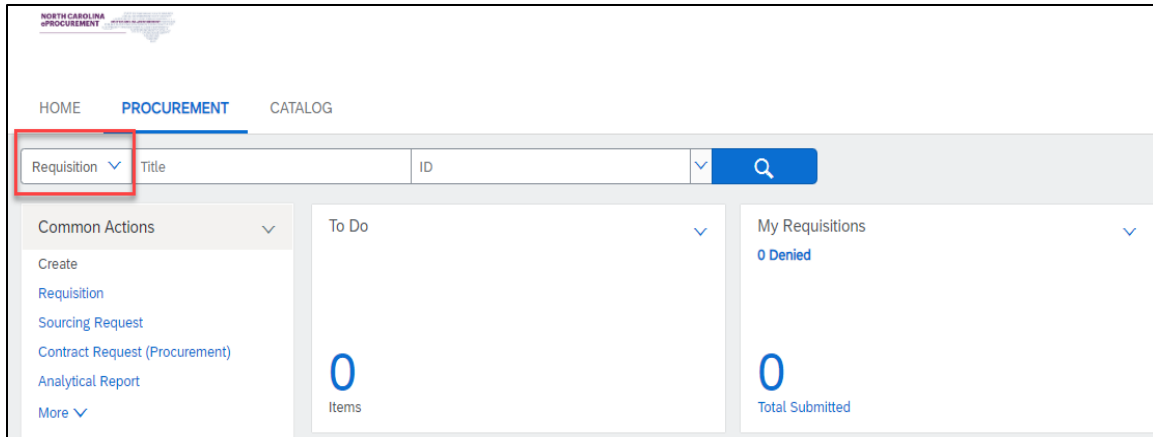 NORTH CAROLINA
ePROCUREMENT
HOME PROCUREMENT CATALOG
Requisition Title ID
Common Actions
Create
Requisition
Sourcing Request
Contract Request (Procurement)
Analytical Report
More
To Do
0
Items
My Requisitions
0 Denied
0
Total Submitted